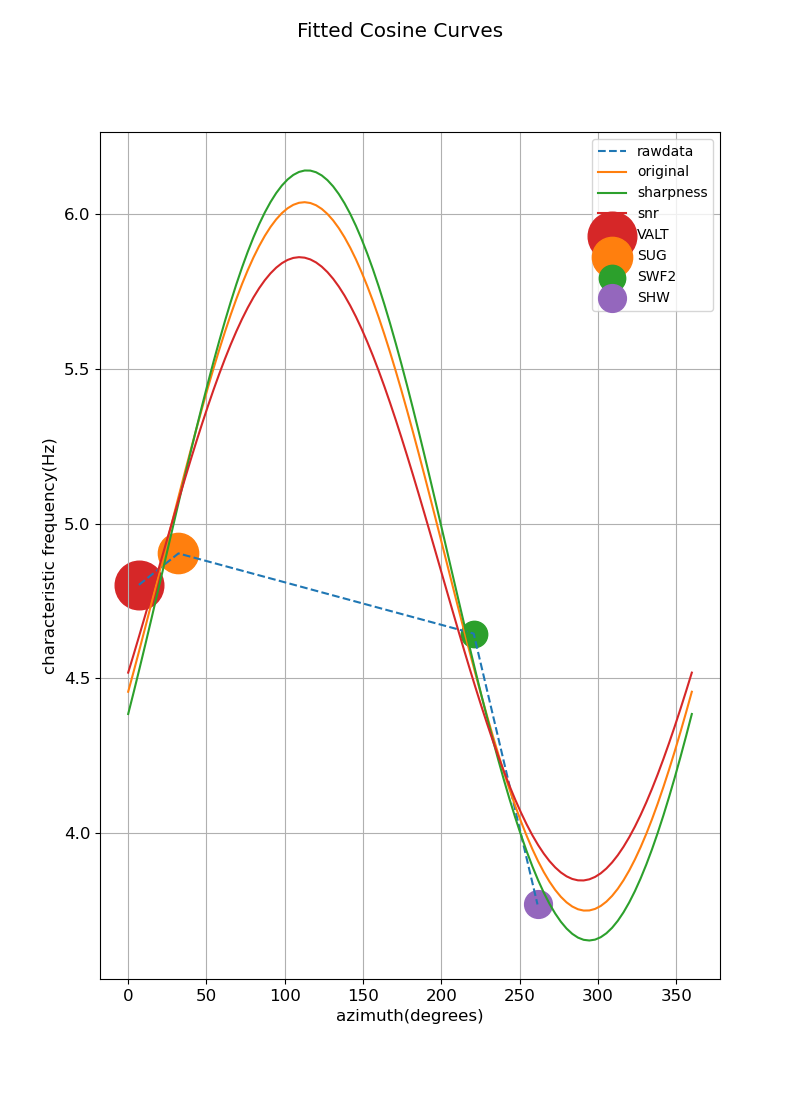 Fitted Cosine Curves
rawdata
original
sharpness
snr
VALT
SUG
SWF2
SHW
6.0
5.5
5.0
4.5
4.0
characteristic frequency(Hz)
0 50 100 150 200 250 300 350
azimuth(degrees)